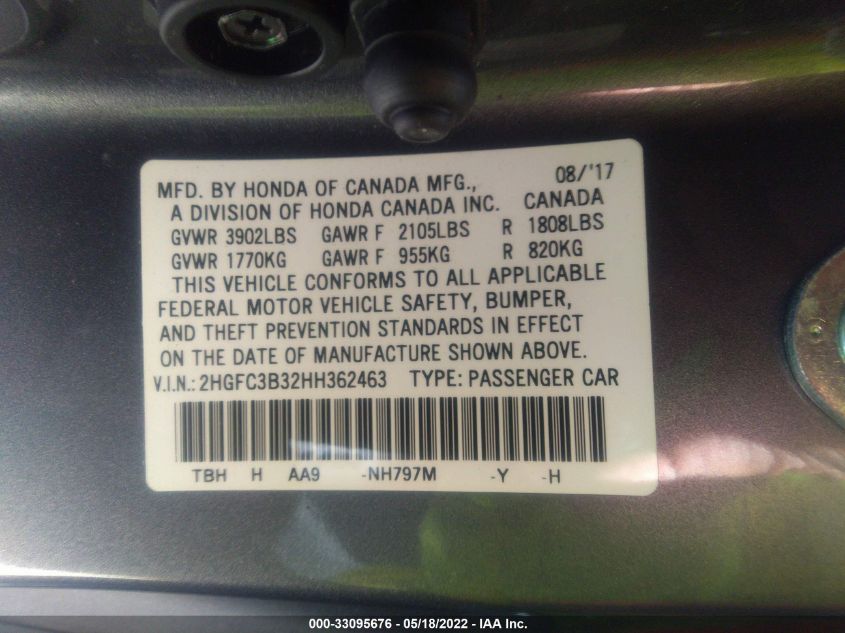 08/'17
MFD. BY HONDA OF CANADA MFG.,
A DIVISION OF HONDA CANADA INC. CANADA
GVWR 3902LBS GAWR F 2105LBS R 1808LBS
GVWR 1770KG GAWR F 955KG R 820KG
THIS VEHICLE CONFORMS TO ALL APPLICABLE
FEDERAL MOTOR VEHICLE SAFETY, BUMPER,
AND THEFT PREVENTION STANDARDS IN EFFECT
ON THE DATE OF MANUFACTURE SHOWN ABOVE.
V.I.N.: 2HGFC3B32HH362463 TYPE: PASSENGER CAR
TBH H AA9 -NH797M -Y -H
000-33095676 - 05/18/2022 - IAA Inc.